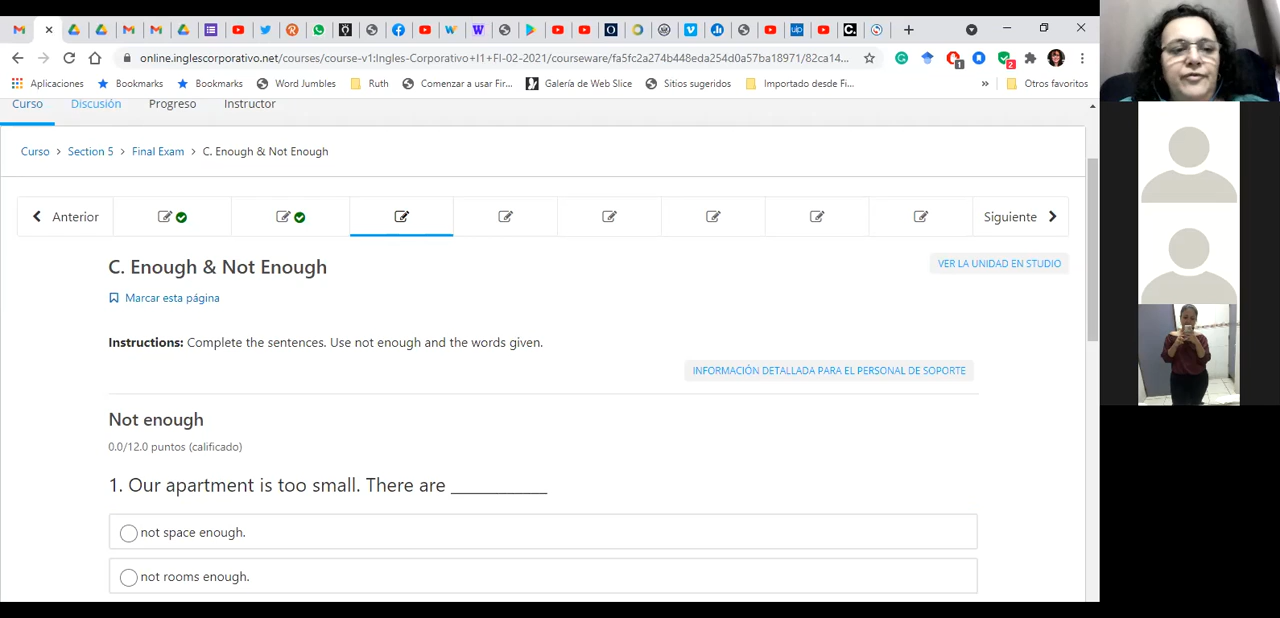 online.inglescorporativo.net/courses/course-v1:Ingles-Corporativo+I1+FI-02-2021/courseware/fa5fc2a274b448eda254d0a57ba18971/82ca14...
Aplicaciones Bookmarks Bookmarks Word Jumbles Ruth Comenzar a usar Fir... Galería de Web Slice Sitios sugeridos Importado desde Fi... » Otros favoritos
Curso Discusión Progreso Instructor
Curso > Section 5 > Final Exam > C. Enough & Not Enough
Anterior Siguiente
C. Enough & Not Enough
VER LA UNIDAD EN STUDIO
Marcar esta página
Instructions: Complete the sentences. Use not enough and the words given.
INFORMACIÓN DETALLADA PARA EL PERSONAL DE SOPORTE
Not enough
0.0/12.0 puntos (calificado)
1. Our apartment is too small. There are ___________
not space enough.
not rooms enough.